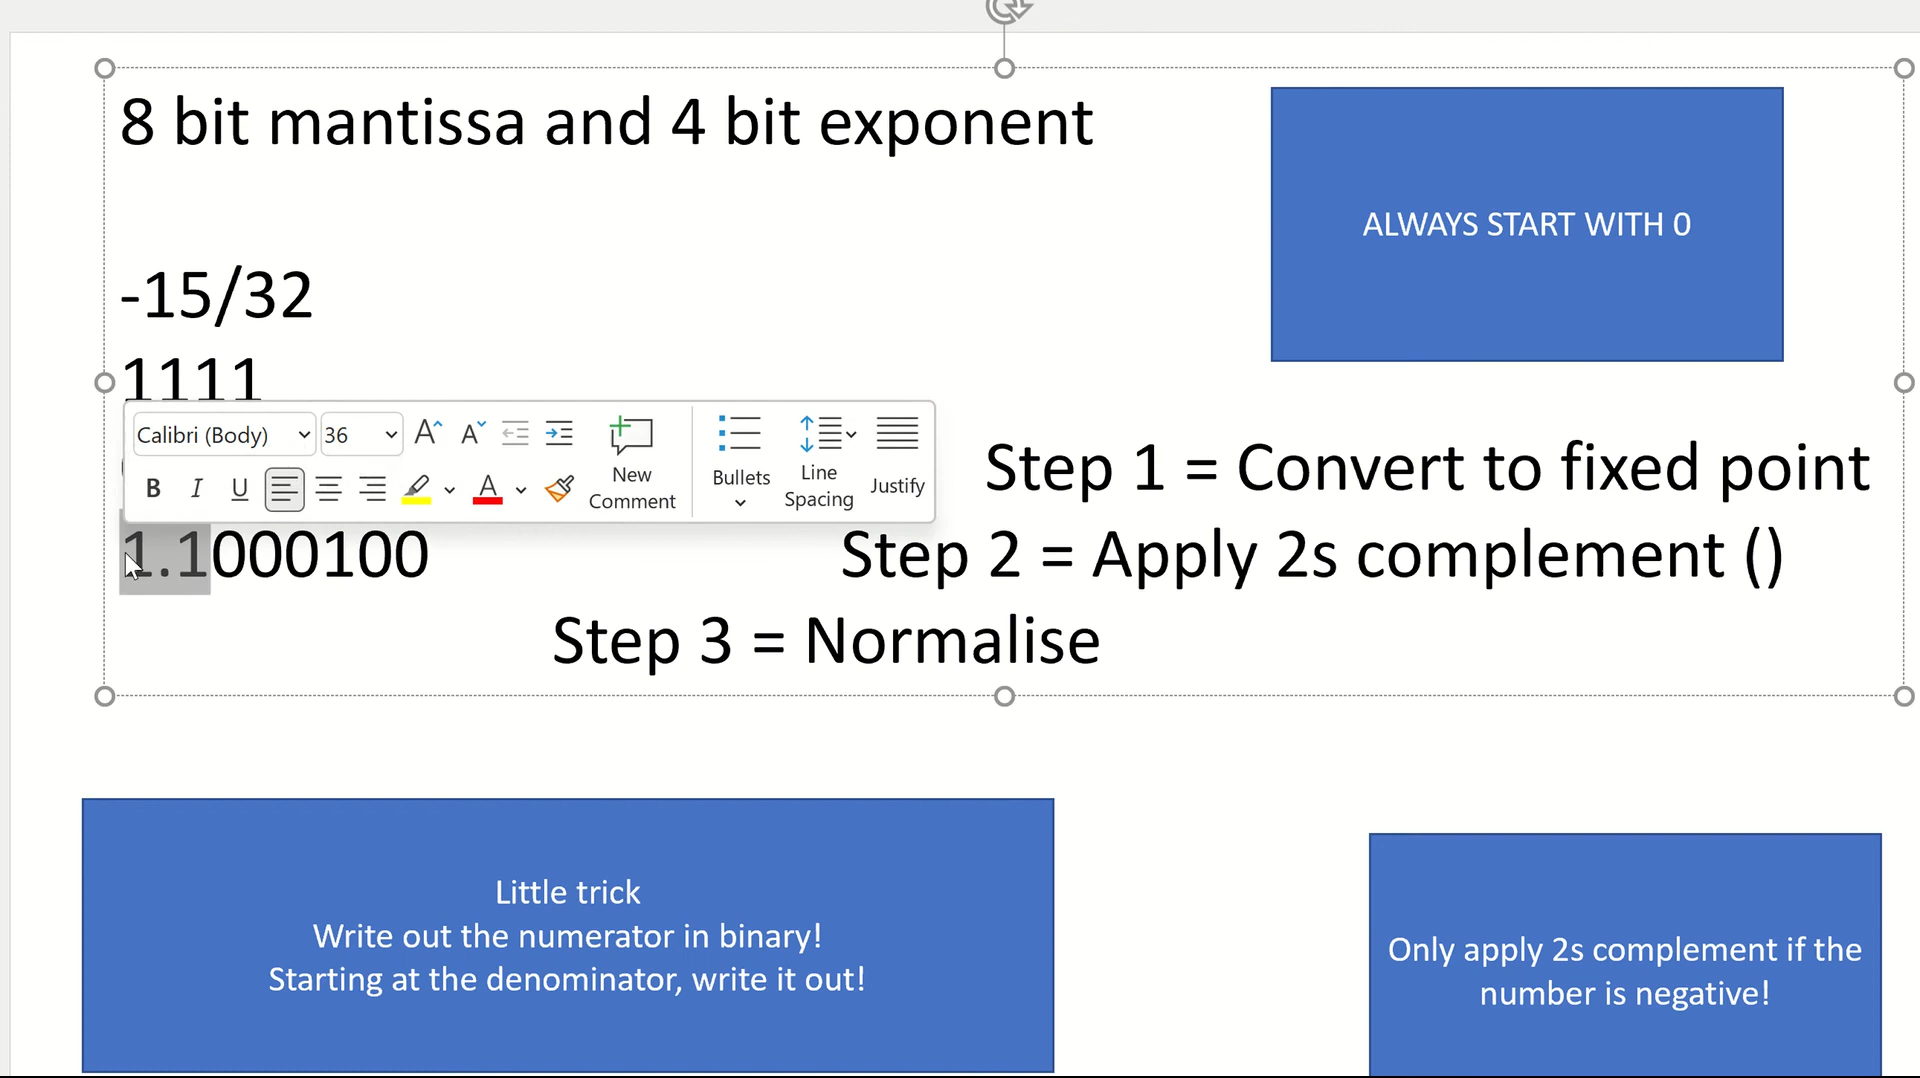 8 bit mantissa and 4 bit exponent
ALWAYS START WITH 0
-15/32
1111
Calibri (Body) 36
New
Comment
Bullets
Line
Spacing
Justify
B I U A
Step 1 = Convert to fixed point
1.1000100 Step 2 = Apply 2s complement ()
Step 3 = Normalise
Little trick
Write out the numerator in binary!
Starting at the denominator, write it out!
Only apply 2s complement if the
number is negative!